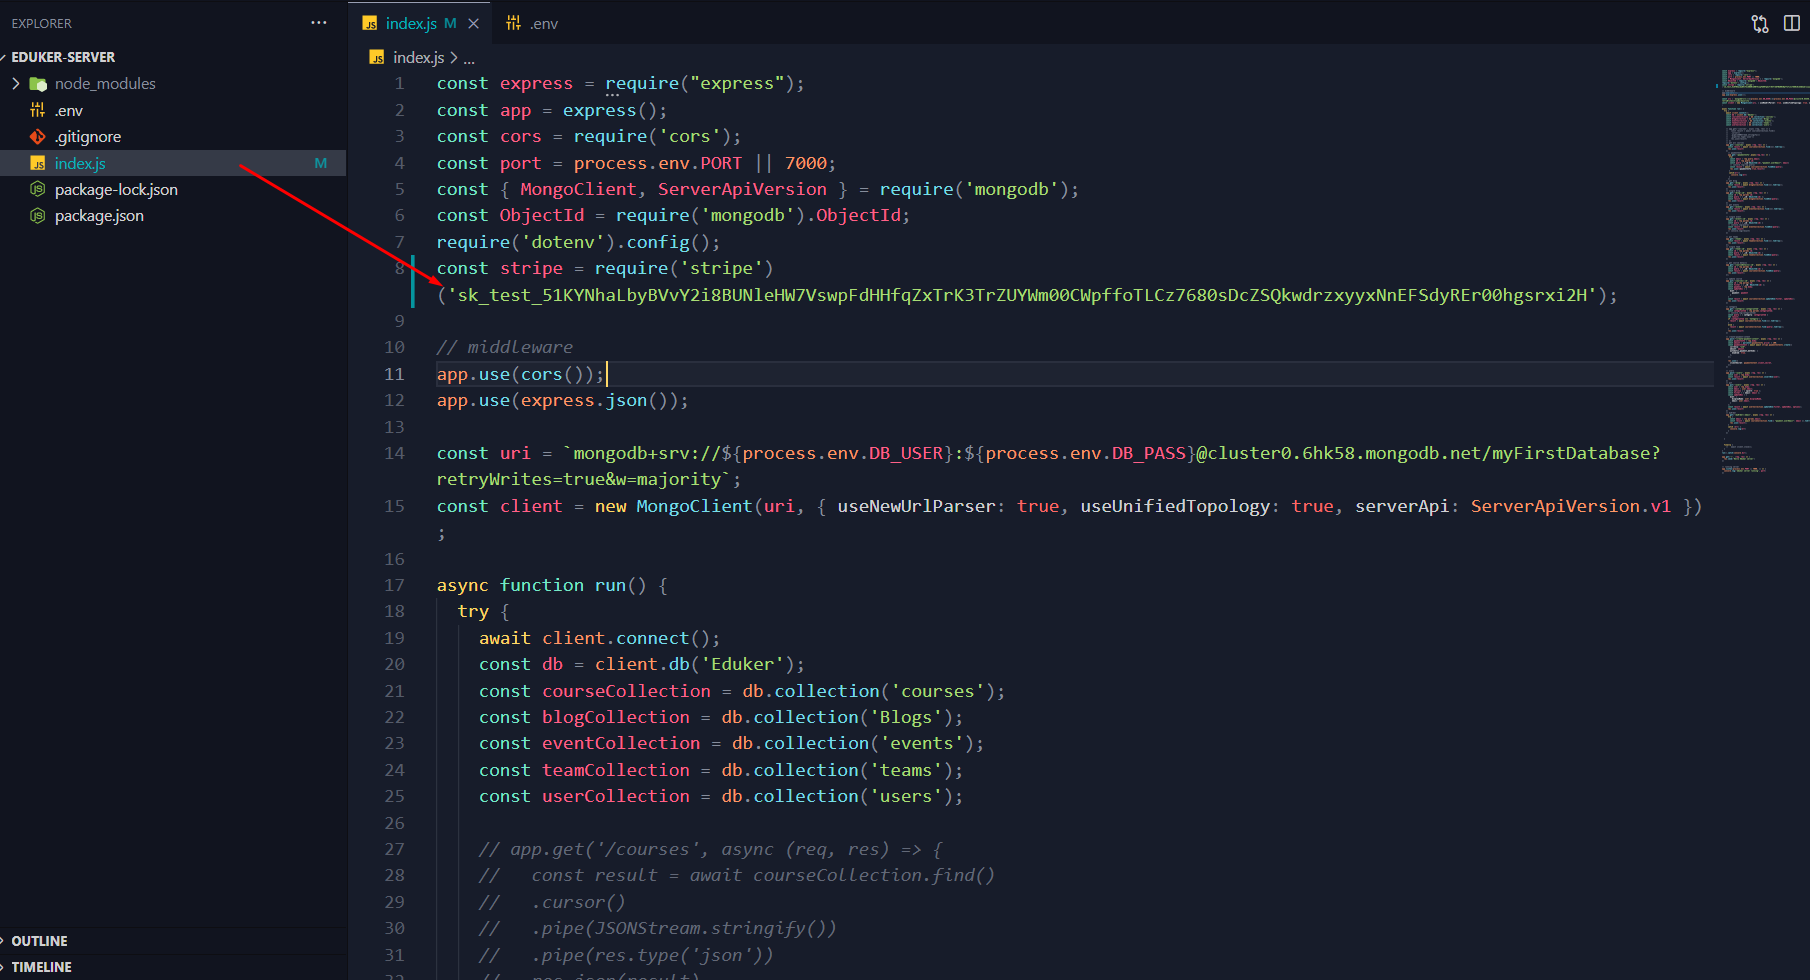 EXPLORER
...
EDUKER-SERVER
node_modules
.env
.gitignore
index.js M
package-lock.json
package.json
OUTLINE
TIMELINE
index.js M
.env
index.js > ...
1 const express = require("express");
2 const app = express();
3 const cors = require('cors');
4 const port = process.env.PORT || 7000;
5 const { MongoClient, ServerApiVersion } = require('mongodb');
6 const ObjectId = require('mongodb').ObjectId;
7 require('dotenv').config();
8 const stripe = require('stripe')
('sk_test_51KYNhaLbyBVvY2i8BUNleHW7VswpFdHHfqZxTrK3TrZUYWm00CWpffoTLCz7680sDcZSQkwdrzxyyxNnEFSdyREr00hgsrxi2H');
9
10 // middleware
11 app.use(cors());
12 app.use(express.json());
13
14 const uri = `mongodb+srv://${process.env.DB_USER}:${process.env.DB_PASS}@cluster0.6hk58.mongodb.net/myFirstDatabase?
retryWrites=true&w=majority`;
15 const client = new MongoClient(uri, { useNewUrlParser: true, useUnifiedTopology: true, serverApi: ServerApiVersion.v1 })
;
16
17 async function run() {
18 try {
19 await client.connect();
20 const db = client.db('Eduker');
21 const courseCollection = db.collection('courses');
22 const blogCollection = db.collection('Blogs');
23 const eventCollection = db.collection('events');
24 const teamCollection = db.collection('teams');
25 const userCollection = db.collection('users');
26
27 // app.get('/courses', async (req, res) => {
28 // const result = await courseCollection.find()
29 // .cursor()
30 // .pipe(JSONStream.stringify())
31 // .pipe(res.type('json'))
32 // res.json(result)